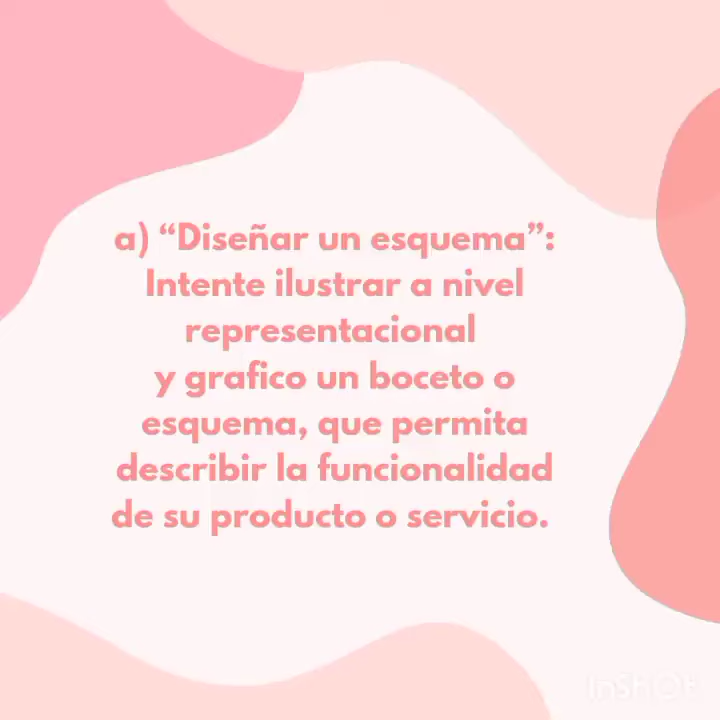 a) “Diseñar un esquema”:
Intente ilustrar a nivel
representacional
y grafico un boceto o
esquema, que permita
describir la funcionalidad
de su producto o servicio.
InShOt